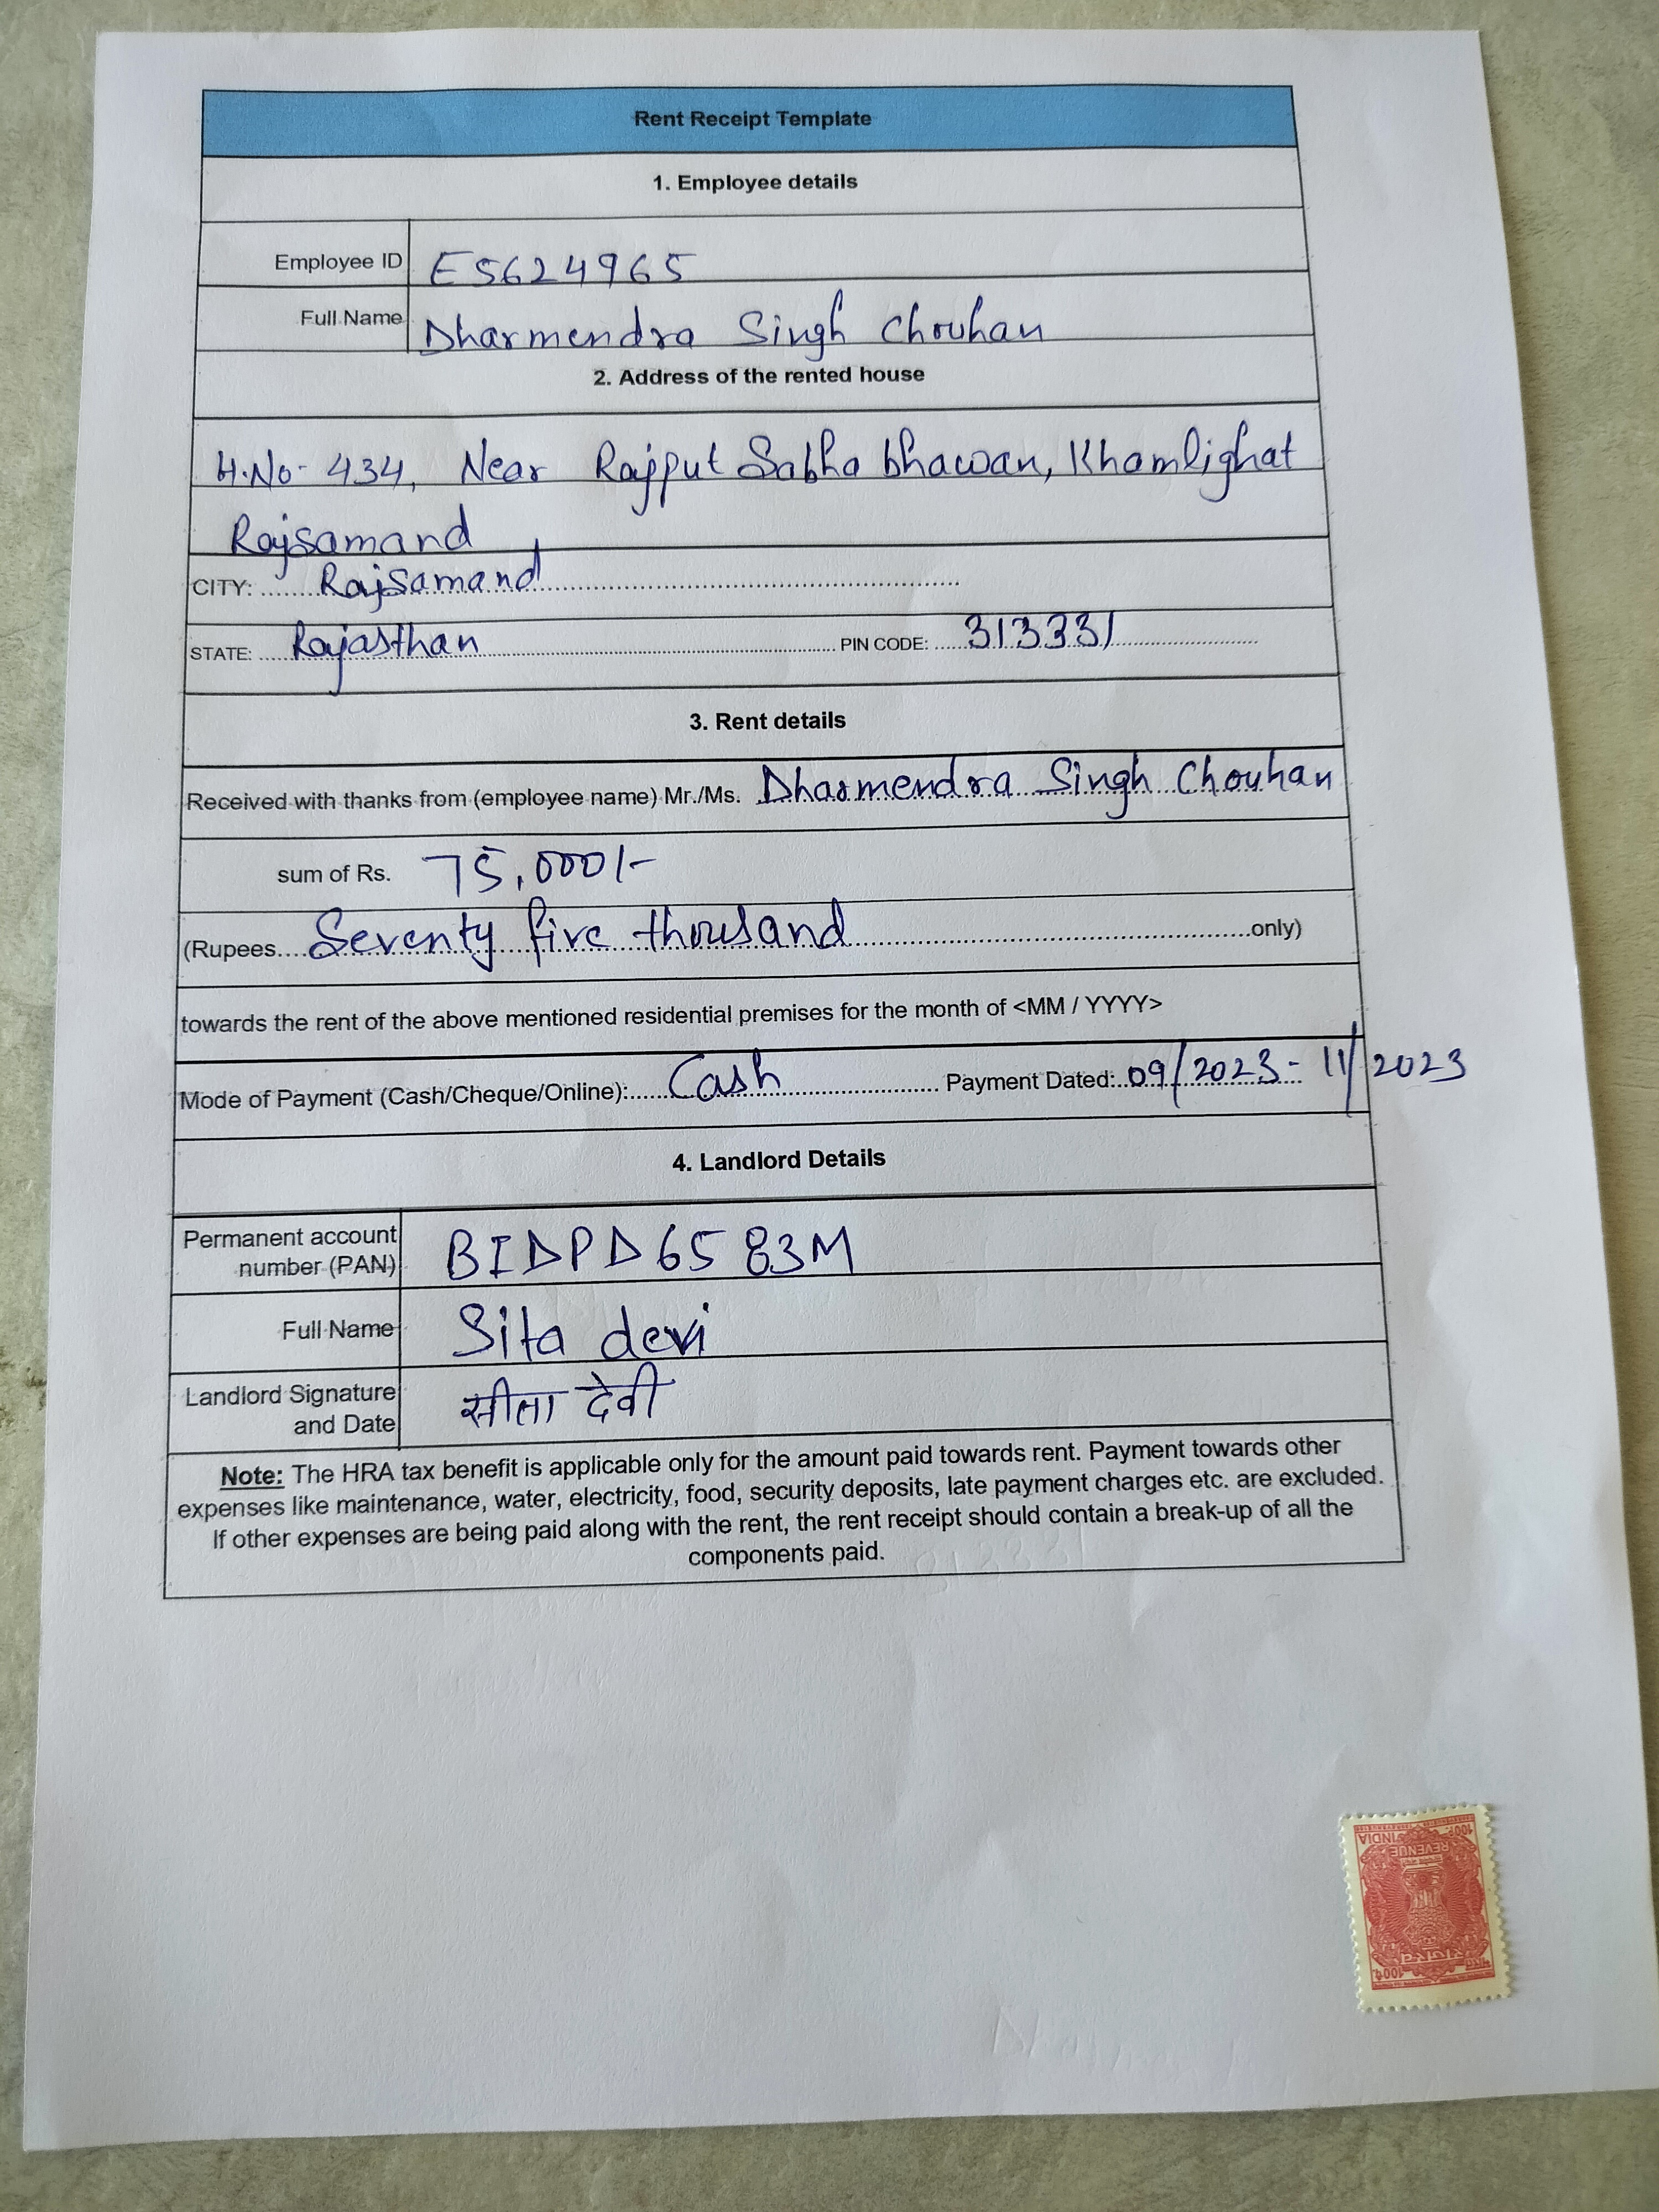 Rent Receipt Template
1. Employee details
Employee ID E5624965
Full Name Dharmendra Singh Chouhan
2. Address of the rented house
H.No- 434, Near Rajput Sabha bhawan, Khamlighat
Rajsamand
CITY: ......Rajsamand......
STATE: ....Rajasthan...... PIN CODE: .....313331......
3. Rent details
Received with thanks from (employee name) Mr./Ms. Dharmendra Singh Chouhan
sum of Rs. 75,000/-
(Rupees....Seventy five thousand......only)
towards the rent of the above mentioned residential premises for the month of <MM / YYYY>
Mode of Payment (Cash/Cheque/Online):......Cash...... Payment Dated:..09/2023- 11/2023
4. Landlord Details
Permanent account
number (PAN) BIDPD6583M
Full Name Sita devi
Landlord Signature
and Date सीता देवी
Note: The HRA tax benefit is applicable only for the amount paid towards rent. Payment towards other
expenses like maintenance, water, electricity, food, security deposits, late payment charges etc. are excluded.
If other expenses are being paid along with the rent, the rent receipt should contain a break-up of all the
components paid.
100P. INDIA
REVENUE
राजस्व
100P.